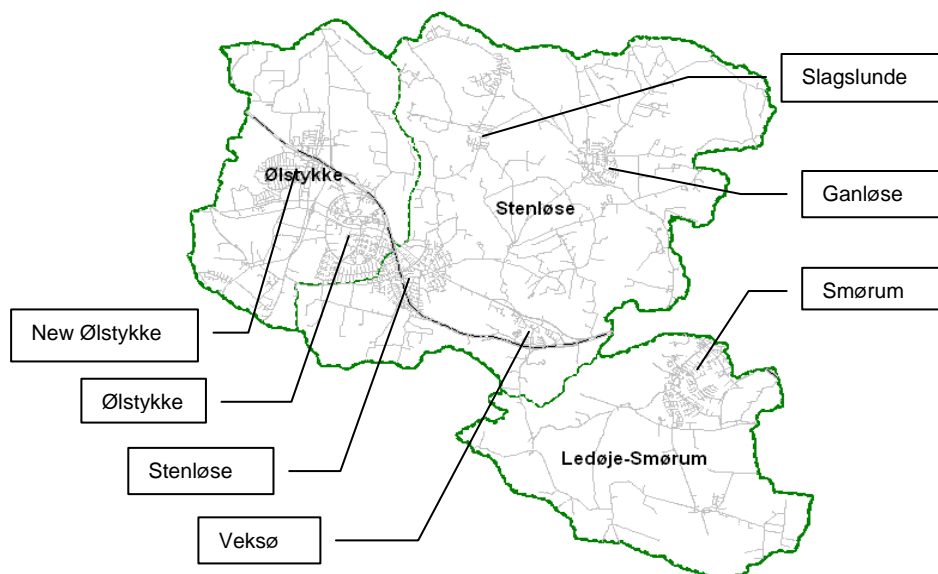 Slagslunde
Ølstykke
Ganløse
Stenløse
Smørum
New Ølstykke
Ølstykke
Ledøje-Smørum
Stenløse
Veksø